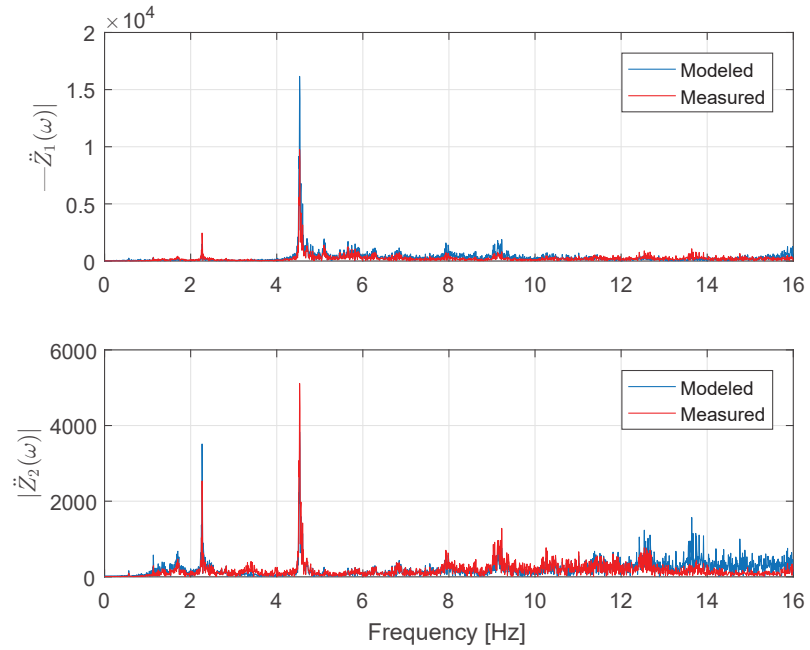 ×10⁴
2
1.5
1
0.5
0
—Z̈₁(ω)|
Modeled
Measured
0 2 4 6 8 10 12 14 16
6000
4000
2000
0
|Z̈₂(ω)|
Modeled
Measured
0 2 4 6 8 10 12 14 16
Frequency [Hz]